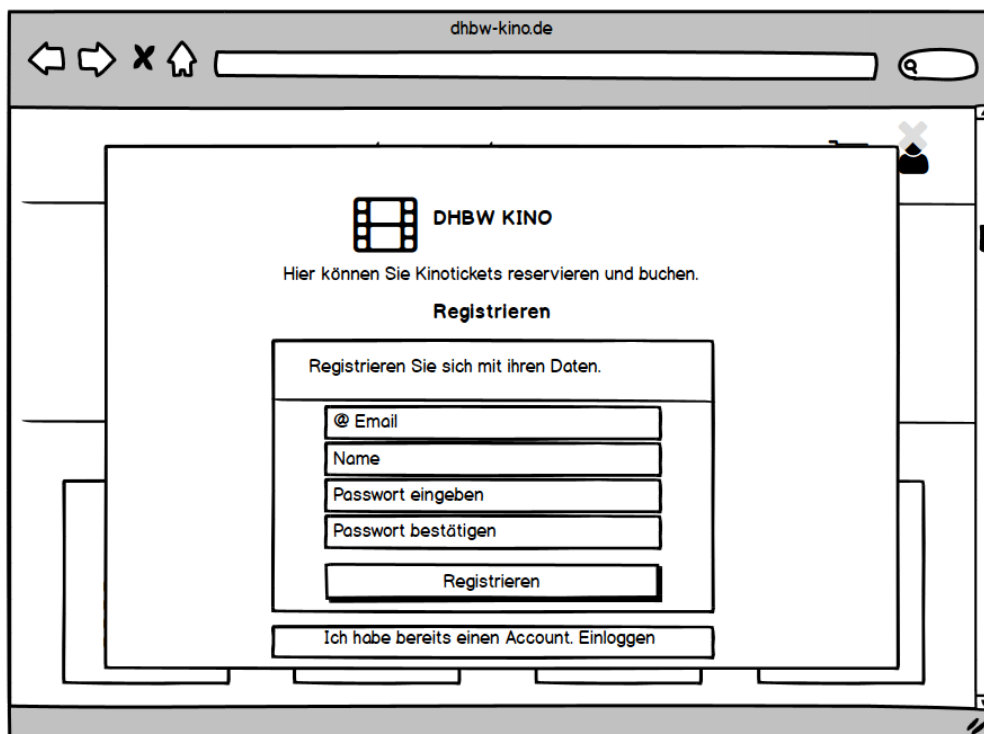 dhbw-kino.de
DHBW KINO
Hier können Sie Kinotickets reservieren und buchen.
Registrieren
Registrieren Sie sich mit ihren Daten.
@ Email
Name
Passwort eingeben
Passwort bestätigen
Registrieren
Ich habe bereits einen Account. Einloggen